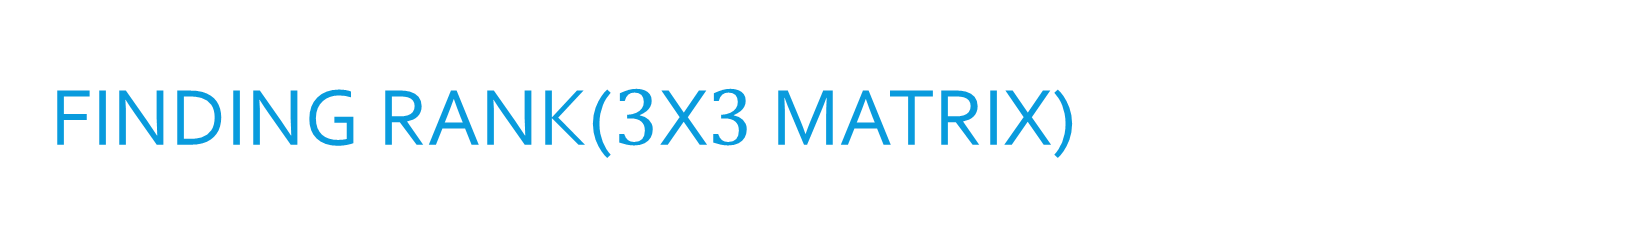 FINDING RANK(3X3 MATRIX)